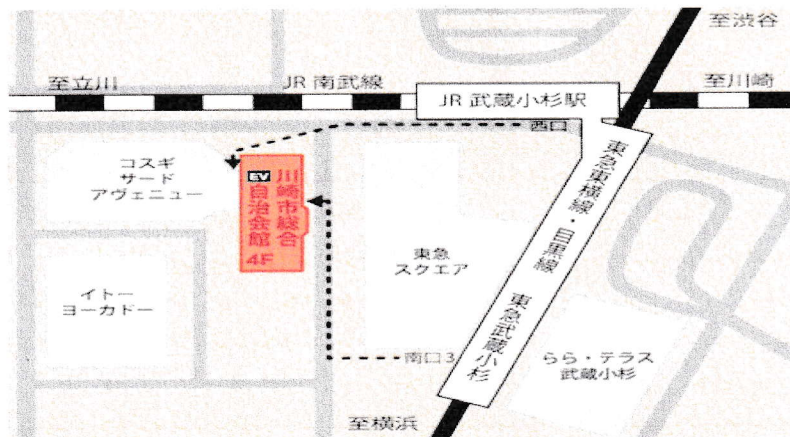 至渋谷
至立川
JR 南武線
至川崎
JR 武蔵小杉駅
西口
コスギ
サード
アヴェニュー
EV
川崎市総合
自治会館
4F
東急東横線・目黒線
東急武蔵小杉
東急
スクエア
イトー
ヨーカドー
南口3
らら・テラス
武蔵小杉
至横浜